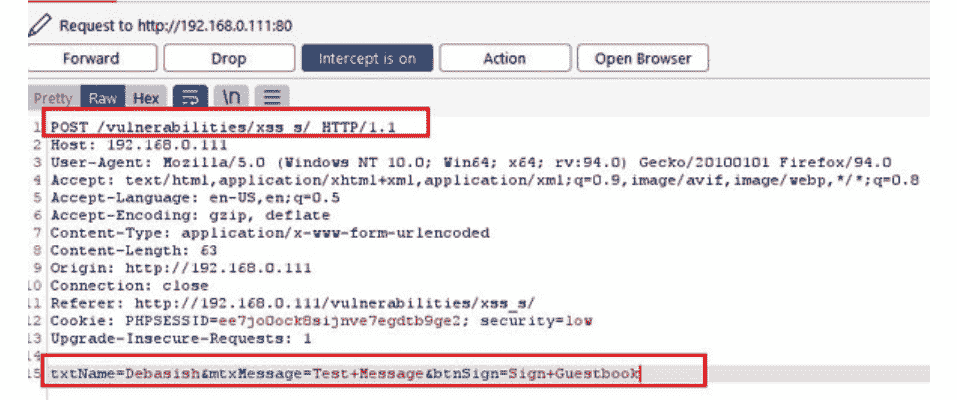 Request to http://192.168.0.111:80
Forward Drop Intercept is on Action Open Browser
Pretty Raw Hex \n
1 POST /vulnerabilities/xss_s/ HTTP/1.1
2 Host: 192.168.0.111
3 User-Agent: Mozilla/5.0 (Windows NT 10.0; Win64; x64; rv:94.0) Gecko/20100101 Firefox/94.0
4 Accept: text/html,application/xhtml+xml,application/xml;q=0.9,image/avif,image/webp,*/*;q=0.8
5 Accept-Language: en-US,en;q=0.5
6 Accept-Encoding: gzip, deflate
7 Content-Type: application/x-www-form-urlencoded
8 Content-Length: 63
9 Origin: http://192.168.0.111
10 Connection: close
11 Referer: http://192.168.0.111/vulnerabilities/xss_s/
12 Cookie: PHPSESSID=ee7jo0ock8sijnve7egdtb9ge2; security=low
13 Upgrade-Insecure-Requests: 1
14
15 txtName=Debasish&mtxMessage=Test+Message&btnSign=Sign+Guestbook